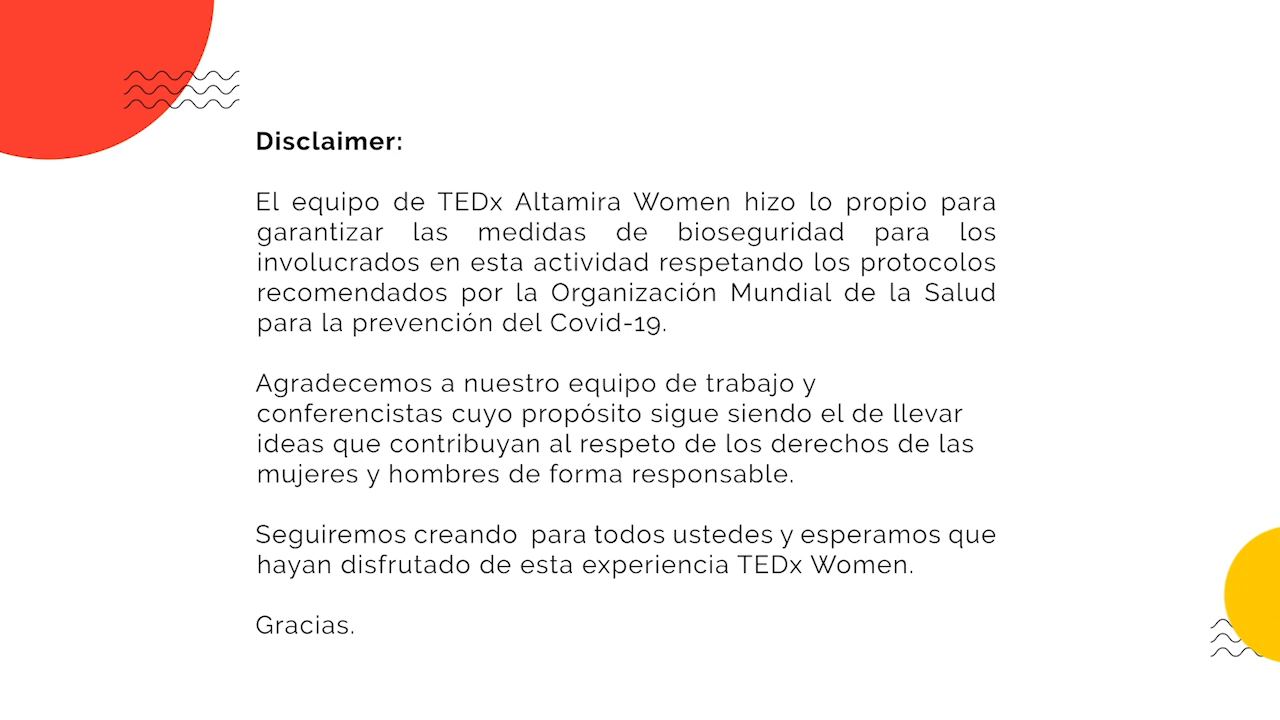 Disclaimer:
El equipo de TEDx Altamira Women hizo lo propio para
garantizar las medidas de bioseguridad para los
involucrados en esta actividad respetando los protocolos
recomendados por la Organización Mundial de la Salud
para la prevención del Covid-19.
Agradecemos a nuestro equipo de trabajo y
conferencistas cuyo propósito sigue siendo el de llevar
ideas que contribuyan al respeto de los derechos de las
mujeres y hombres de forma responsable.
Seguiremos creando  para todos ustedes y esperamos que
hayan disfrutado de esta experiencia TEDx Women.
Gracias.